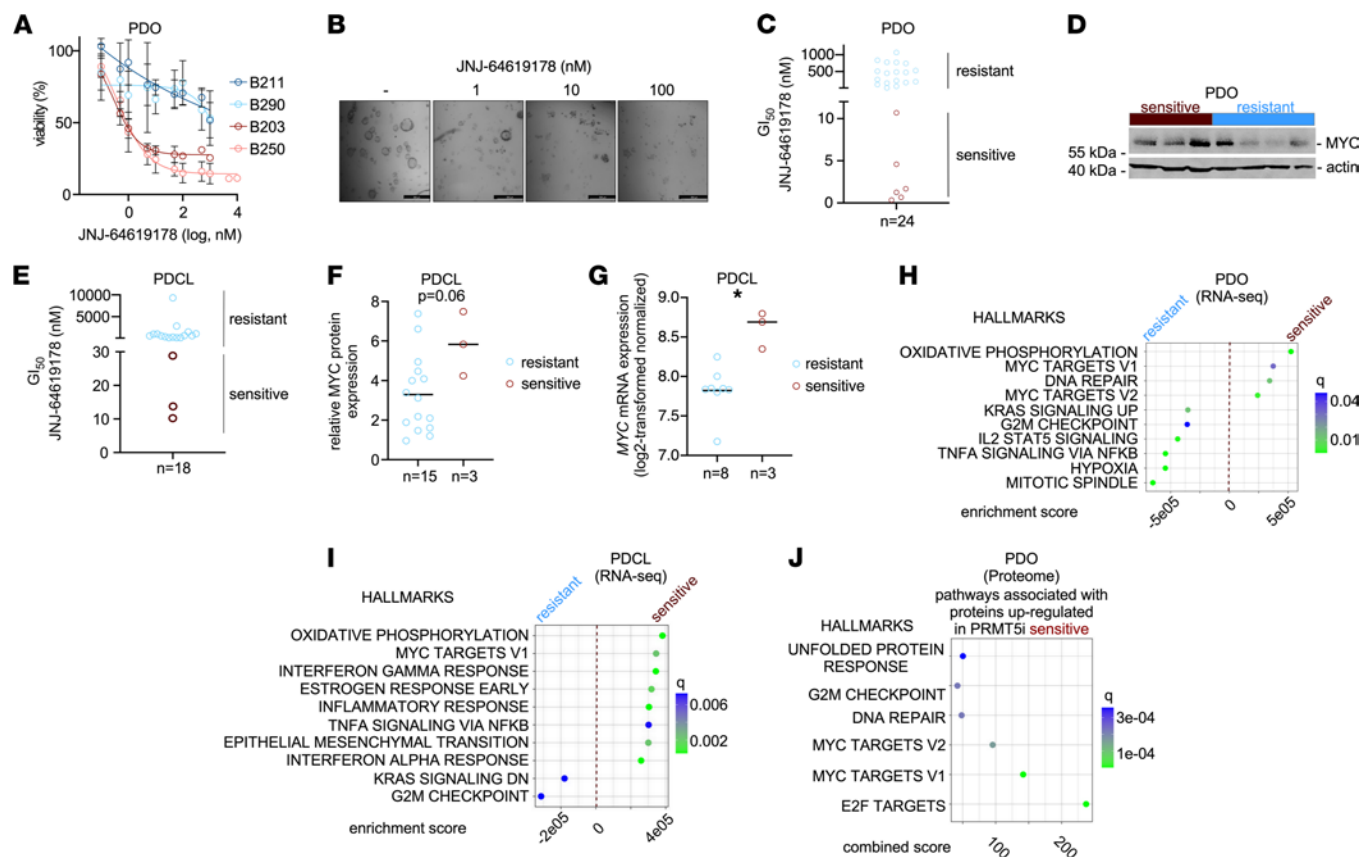 A
PDO
viability (%)
100
50
0
0
2
4
JNJ-64619178 (log, nM)
B211
B290
B203
B250
B
JNJ-64619178 (nM)
-
1
10
100
C
PDO
GI50
JNJ-64619178 (nM)
1000
500
10
5
0
resistant
sensitive
n=24
D
PDO
sensitive
resistant
55 kDa -
- MYC
40 kDa -
- actin
E
PDCL
GI50
JNJ-64619178 (nM)
10000
5000
30
20
10
0
resistant
sensitive
n=18
F
PDCL
p=0.06
relative MYC protein
expression
8
6
4
2
0
n=15
n=3
resistant
sensitive
G
PDCL
*
MYC mRNA expression
(log2-transformed normalized)
9.0
8.5
8.0
7.5
7.0
n=8
n=3
resistant
sensitive
H
PDO
(RNA-seq)
resistant
sensitive
HALLMARKS
OXIDATIVE PHOSPHORYLATION
MYC TARGETS V1
DNA REPAIR
MYC TARGETS V2
KRAS SIGNALING UP
G2M CHECKPOINT
IL2 STAT5 SIGNALING
TNFA SIGNALING VIA NFKB
HYPOXIA
MITOTIC SPINDLE
q
0.04
0.01
enrichment score
-5e05
0
5e05
I
PDCL
(RNA-seq)
resistant
sensitive
HALLMARKS
OXIDATIVE PHOSPHORYLATION
MYC TARGETS V1
INTERFERON GAMMA RESPONSE
ESTROGEN RESPONSE EARLY
INFLAMMATORY RESPONSE
TNFA SIGNALING VIA NFKB
EPITHELIAL MESENCHYMAL TRANSITION
INTERFERON ALPHA RESPONSE
KRAS SIGNALING DN
G2M CHECKPOINT
q
0.006
0.002
enrichment score
-2e05
0
4e05
J
PDO
(Proteome)
pathways associated with
proteins up-regulated
in PRMT5i sensitive
HALLMARKS
UNFOLDED PROTEIN
RESPONSE
G2M CHECKPOINT
DNA REPAIR
MYC TARGETS V2
MYC TARGETS V1
E2F TARGETS
q
3e-04
1e-04
combined score
100
200